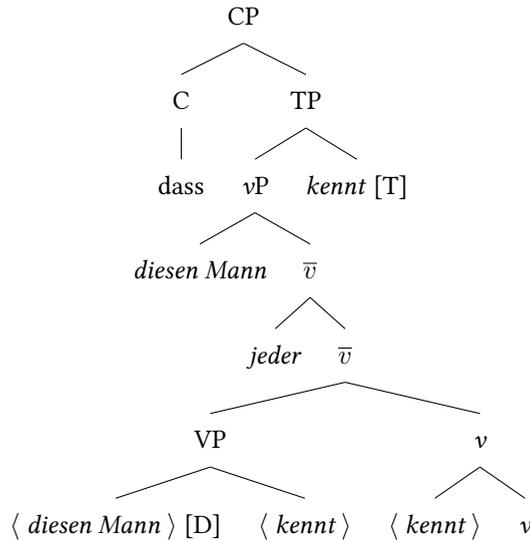 CP
C TP
dass vP kennt [T]
diesen Mann v̅
jeder v̅
VP v
⟨ diesen Mann ⟩ [D] ⟨ kennt ⟩ ⟨ kennt ⟩ v